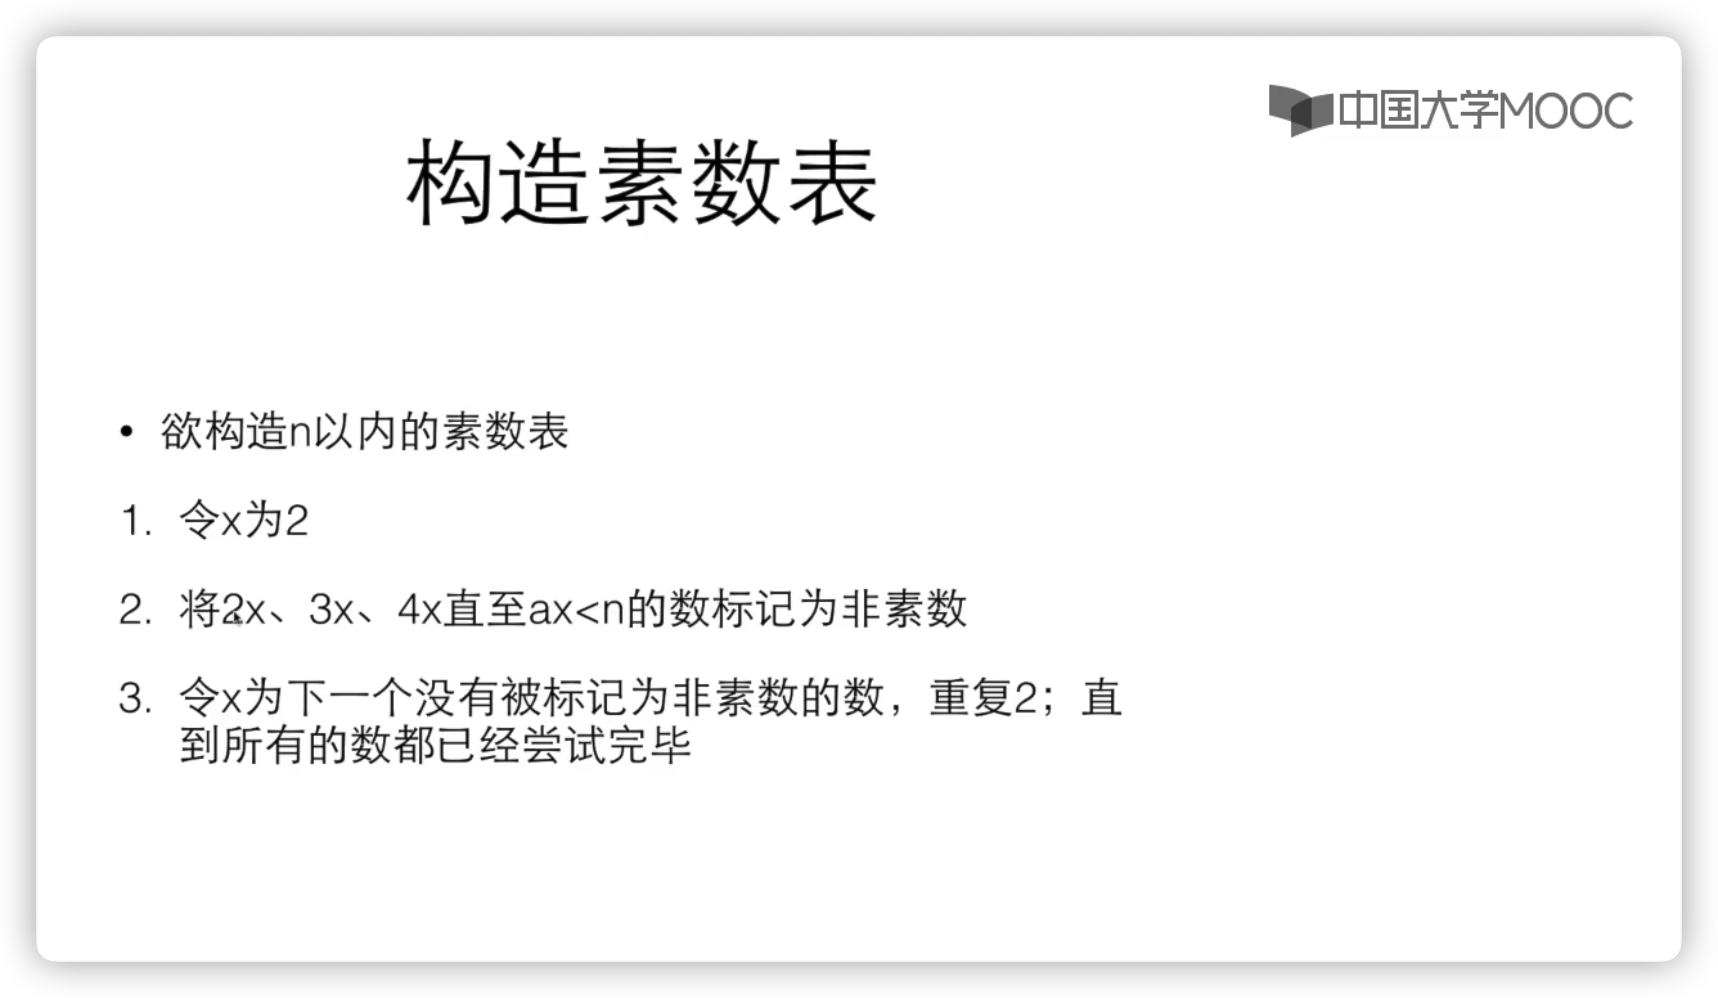 中国大学MOOC
构造素数表
• 欲构造n以内的素数表
1. 令x为2
2. 将2x、3x、4x直至ax<n的数标记为非素数
3. 令x为下一个没有被标记为非素数的数，重复2；直
到所有的数都已经尝试完毕